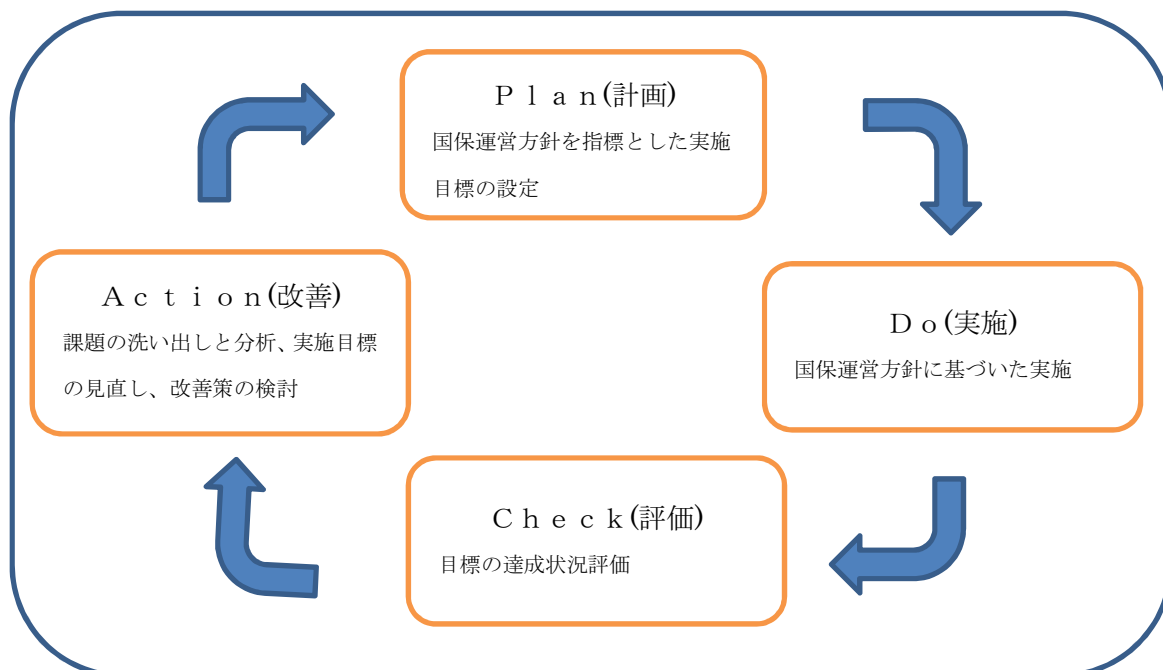 Ｐｌａｎ(計画)
国保運営方針を指標とした実施
目標の設定
Ａｃｔｉｏｎ(改善)
課題の洗い出しと分析、実施目標
の見直し、改善策の検討
Ｄｏ(実施)
国保運営方針に基づいた実施
Ｃｈｅｃｋ(評価)
目標の達成状況評価